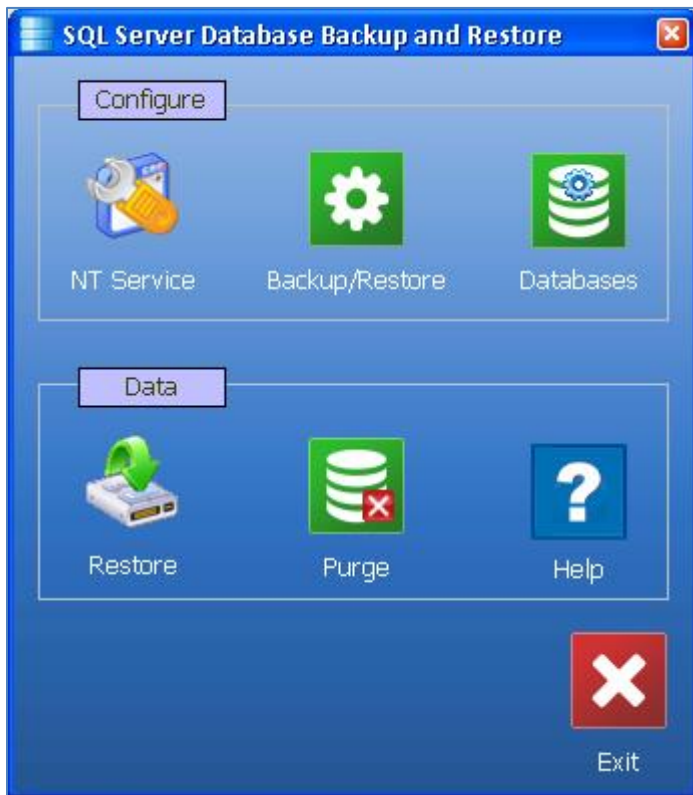 SQL Server Database Backup and Restore
Configure
NT Service Backup/Restore Databases
Data
Restore Purge Help
Exit